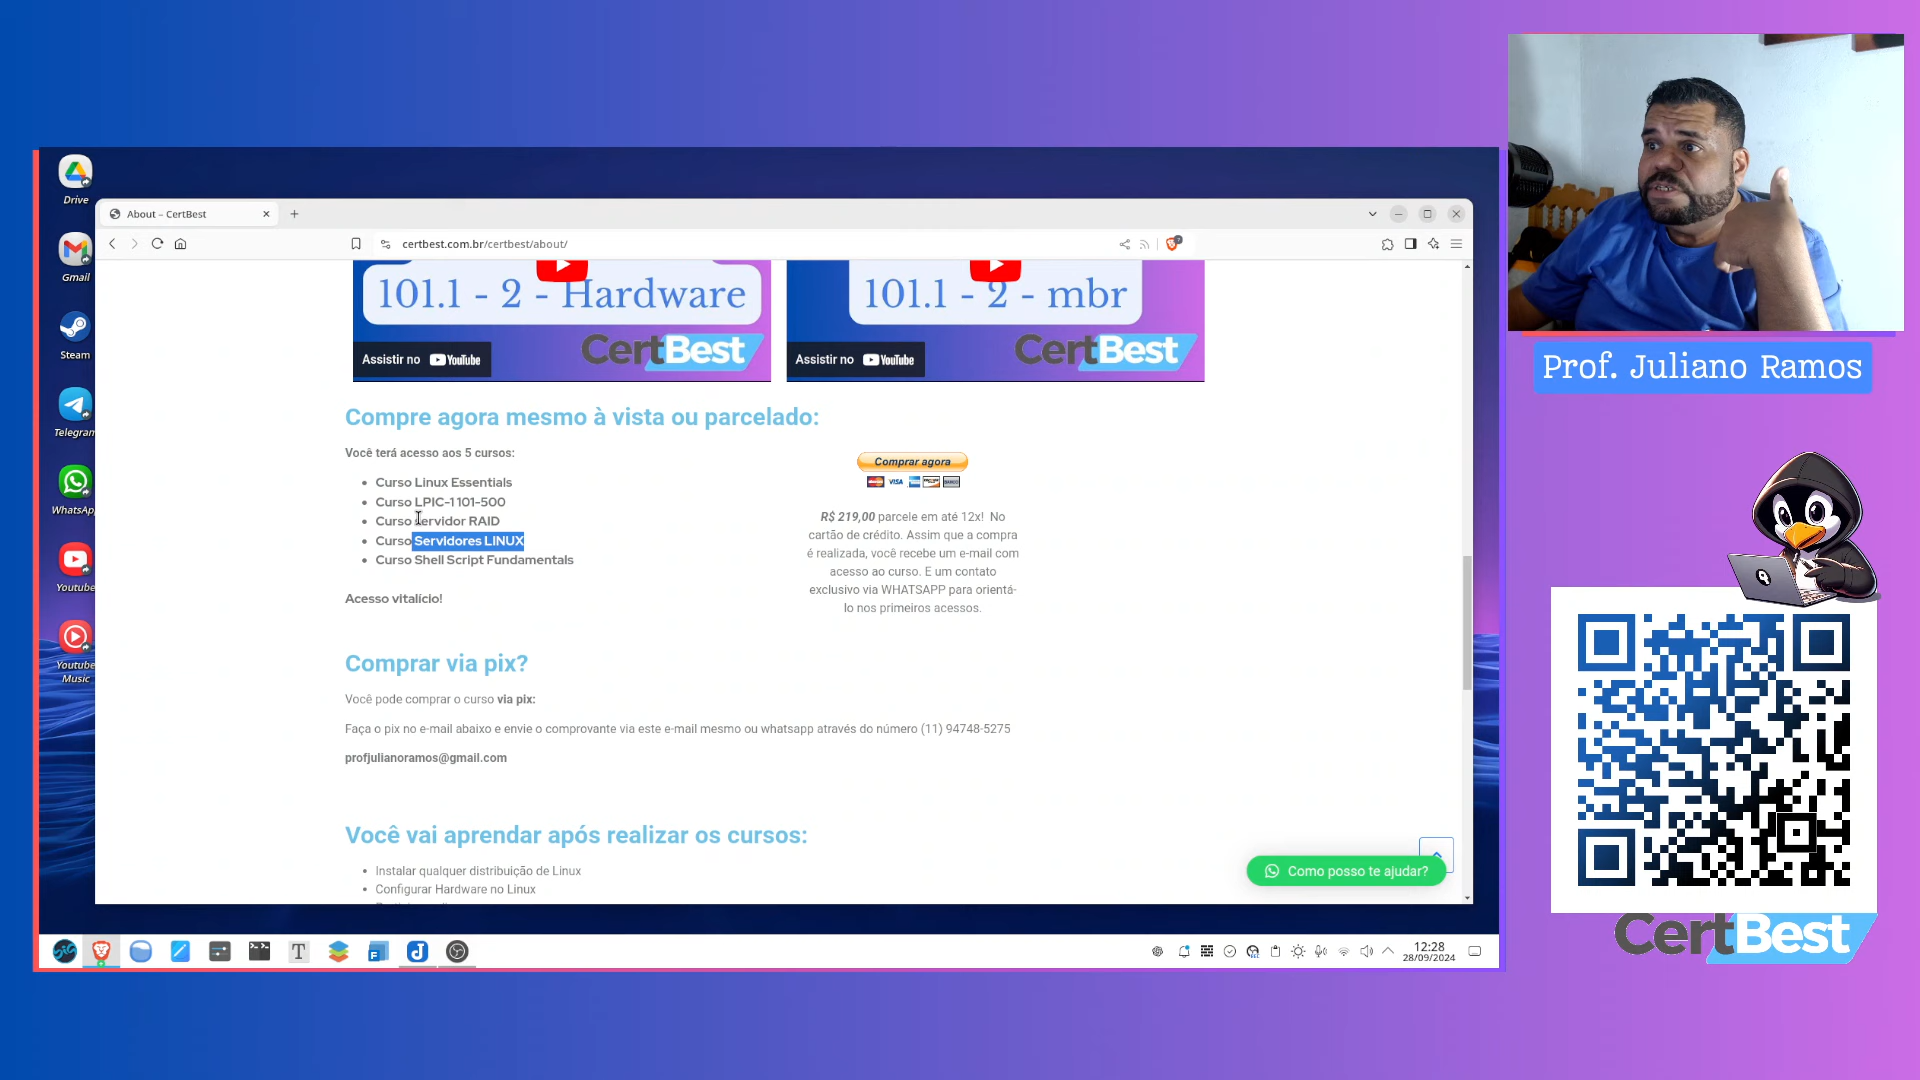 Drive
Gmail
Steam
Telegram
WhatsApp
Youtube
Youtube
Music
About – CertBest
certbest.com.br/certbest/about/
101.1 - 2 - Hardware
Assistir no YouTube
CertBest
101.1 - 2 - mbr
Assistir no YouTube
CertBest
Compre agora mesmo à vista ou parcelado:
Você terá acesso aos 5 cursos:
Curso Linux Essentials
Curso LPIC-1 101-500
Curso Servidor RAID
Curso Servidores LINUX
Curso Shell Script Fundamentals
Acesso vitalício!
Comprar agora
VISA
R$ 219,00 parcele em até 12x! No
cartão de crédito. Assim que a compra
é realizada, você recebe um e-mail com
acesso ao curso. E um contato
exclusivo via WHATSAPP para orientá-
lo nos primeiros acessos.
Comprar via pix?
Você pode comprar o curso via pix:
Faça o pix no e-mail abaixo e envie o comprovante via este e-mail mesmo ou whatsapp através do número (11) 94748-5275
profjulianoramos@gmail.com
Você vai aprendar após realizar os cursos:
Instalar qualquer distribuição de Linux
Configurar Hardware no Linux
Como posso te ajudar?
12:28
28/09/2024
Prof. Juliano Ramos
CertBest